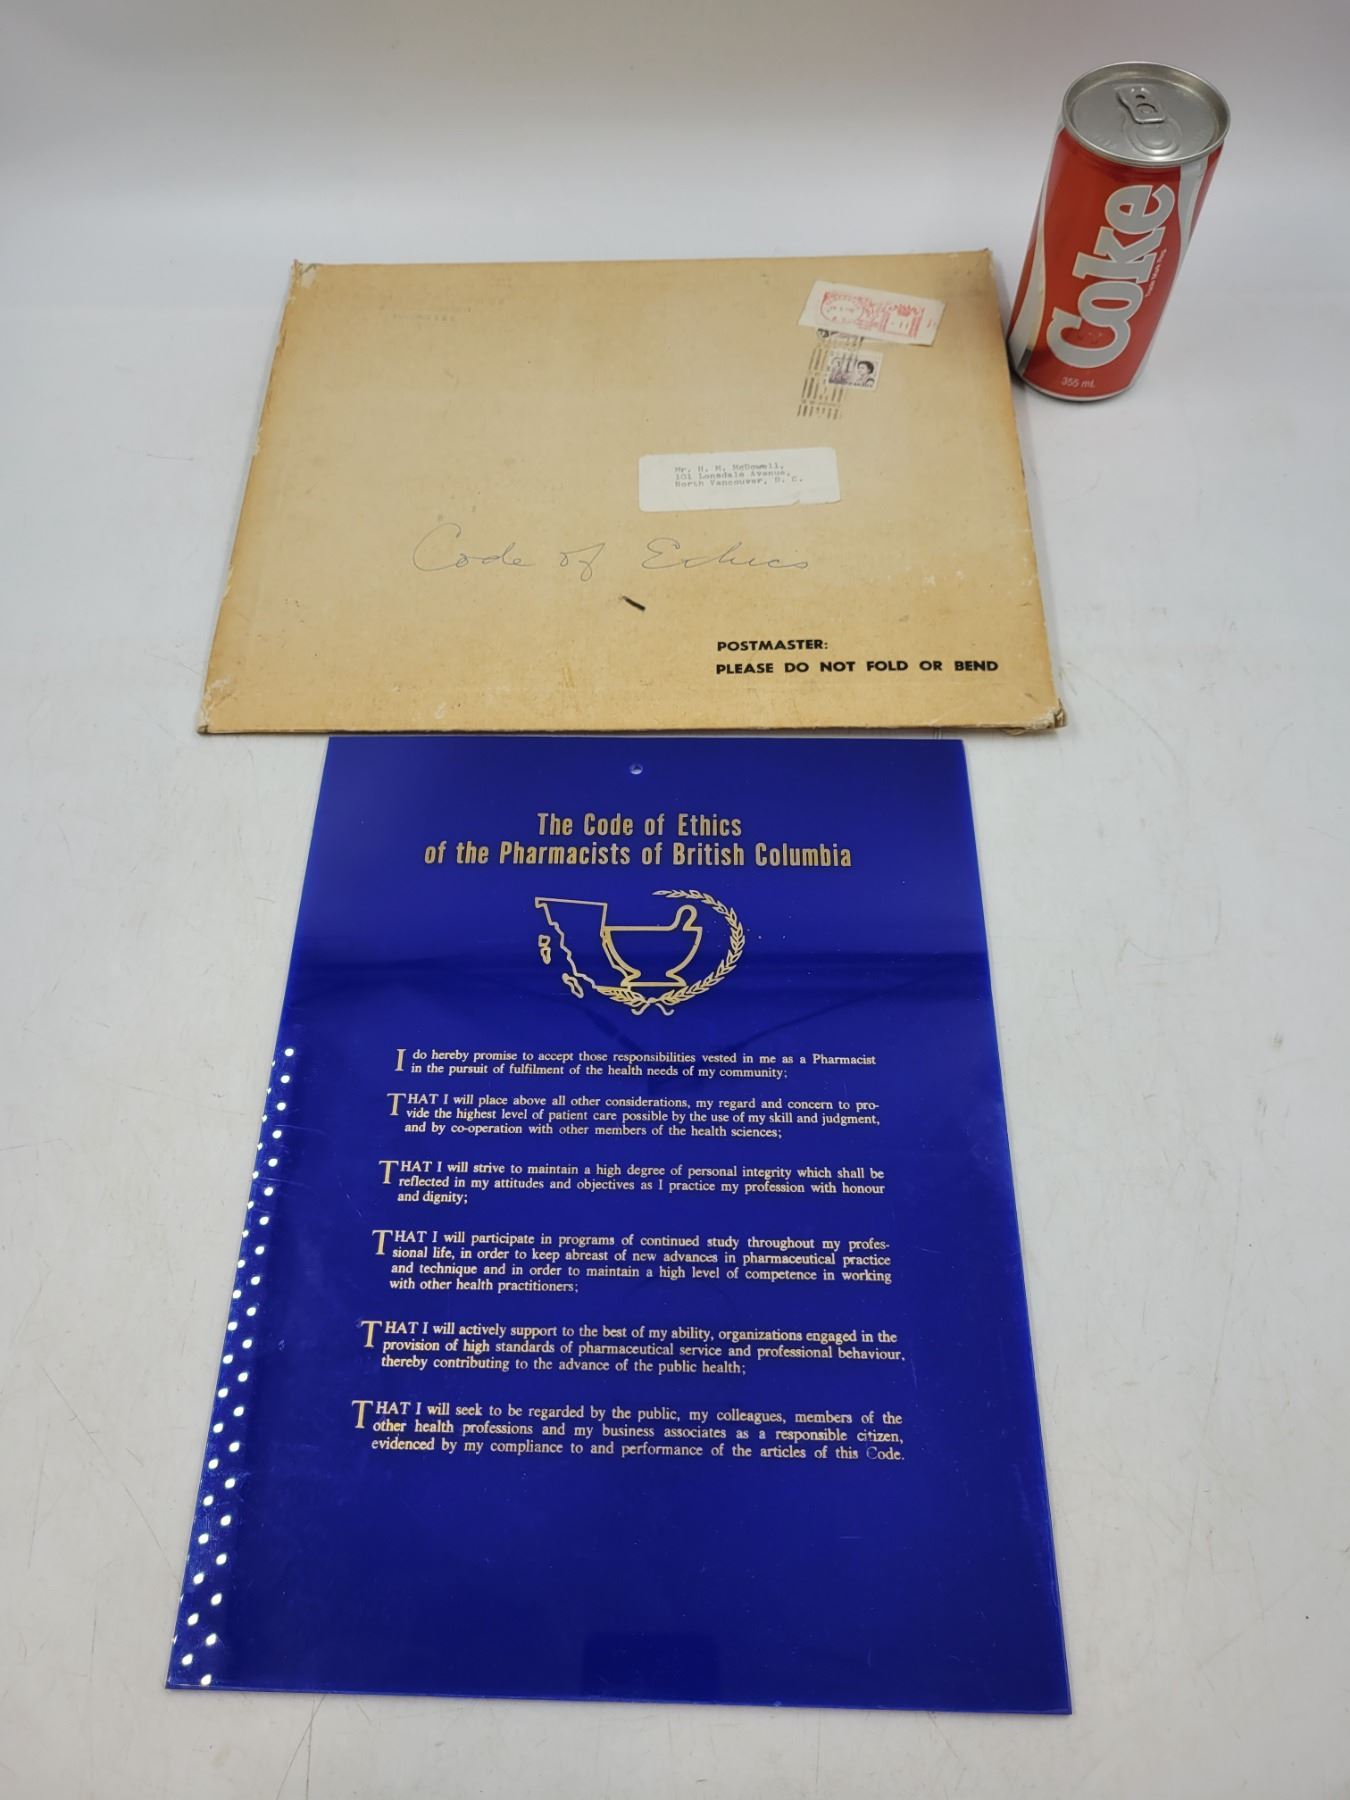 Coke
Trade Mark Reg.
355 ml
Mr. H. M. McDowell,
101 Lonsdale Avenue,
North Vancouver, B. C.
Code of Ethics
POSTMASTER:
PLEASE DO NOT FOLD OR BEND
The Code of Ethics
of the Pharmacists of British Columbia
I do hereby promise to accept those responsibilities vested in me as a Pharmacist
in the pursuit of fulfilment of the health needs of my community;
THAT I will place above all other considerations, my regard and concern to pro-
vide the highest level of patient care possible by the use of my skill and judgment,
and by co-operation with other members of the health sciences;
THAT I will strive to maintain a high degree of personal integrity which shall be
reflected in my attitudes and objectives as I practice my profession with honour
and dignity;
THAT I will participate in programs of continued study throughout my profes-
sional life, in order to keep abreast of new advances in pharmaceutical practice
and technique and in order to maintain a high level of competence in working
with other health practitioners;
THAT I will actively support to the best of my ability, organizations engaged in the
provision of high standards of pharmaceutical service and professional behaviour,
thereby contributing to the advance of the public health;
THAT I will seek to be regarded by the public, my colleagues, members of the
other health professions and my business associates as a responsible citizen,
evidenced by my compliance to and performance of the articles of this Code.